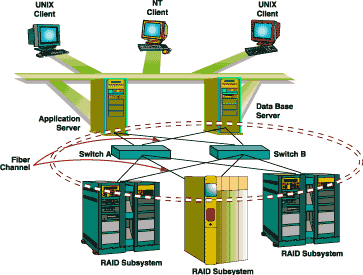 UNIX
Client
NT
Client
UNIX
Client
Application
Server
Data Base
Server
Switch A
Switch B
Fiber
Channel
RAID Subsystem
RAID Subsystem
RAID Subsystem